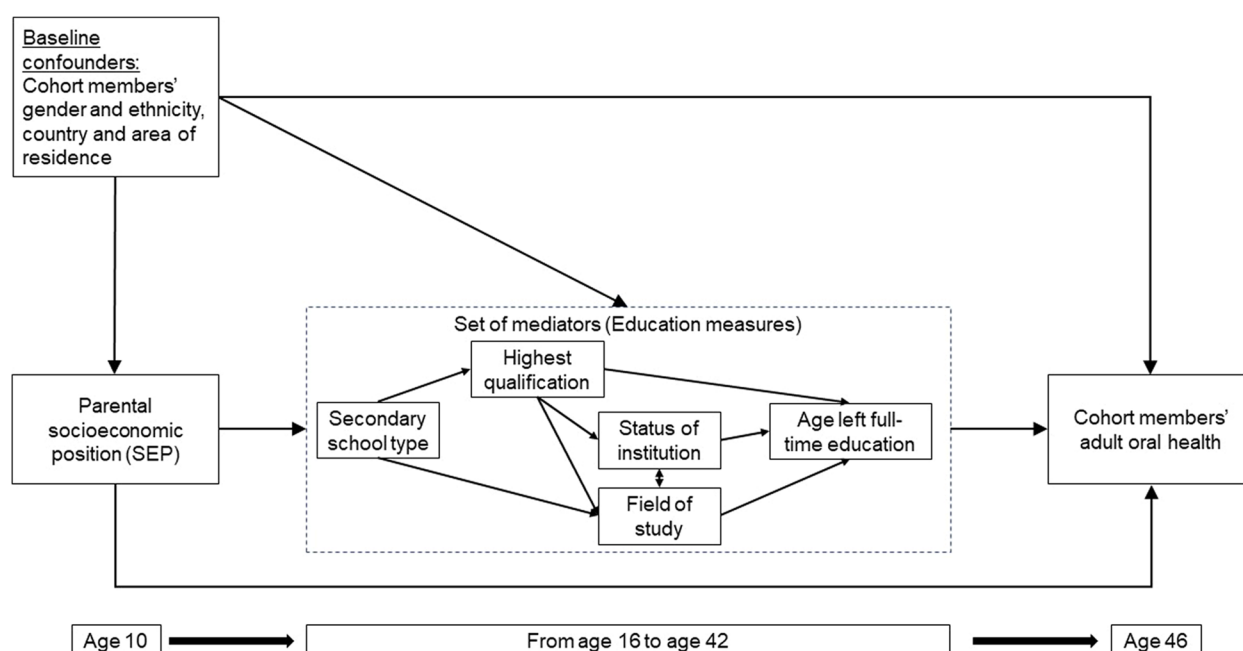 Baseline
confounders:
Cohort members'
gender and ethnicity,
country and area of
residence
Set of mediators (Education measures)
Highest
qualification
Parental
socioeconomic
position (SEP)
Secondary
school type
Status of
institution
Age left full-
time education
Cohort members'
adult oral health
Field of
study
Age 10
From age 16 to age 42
Age 46